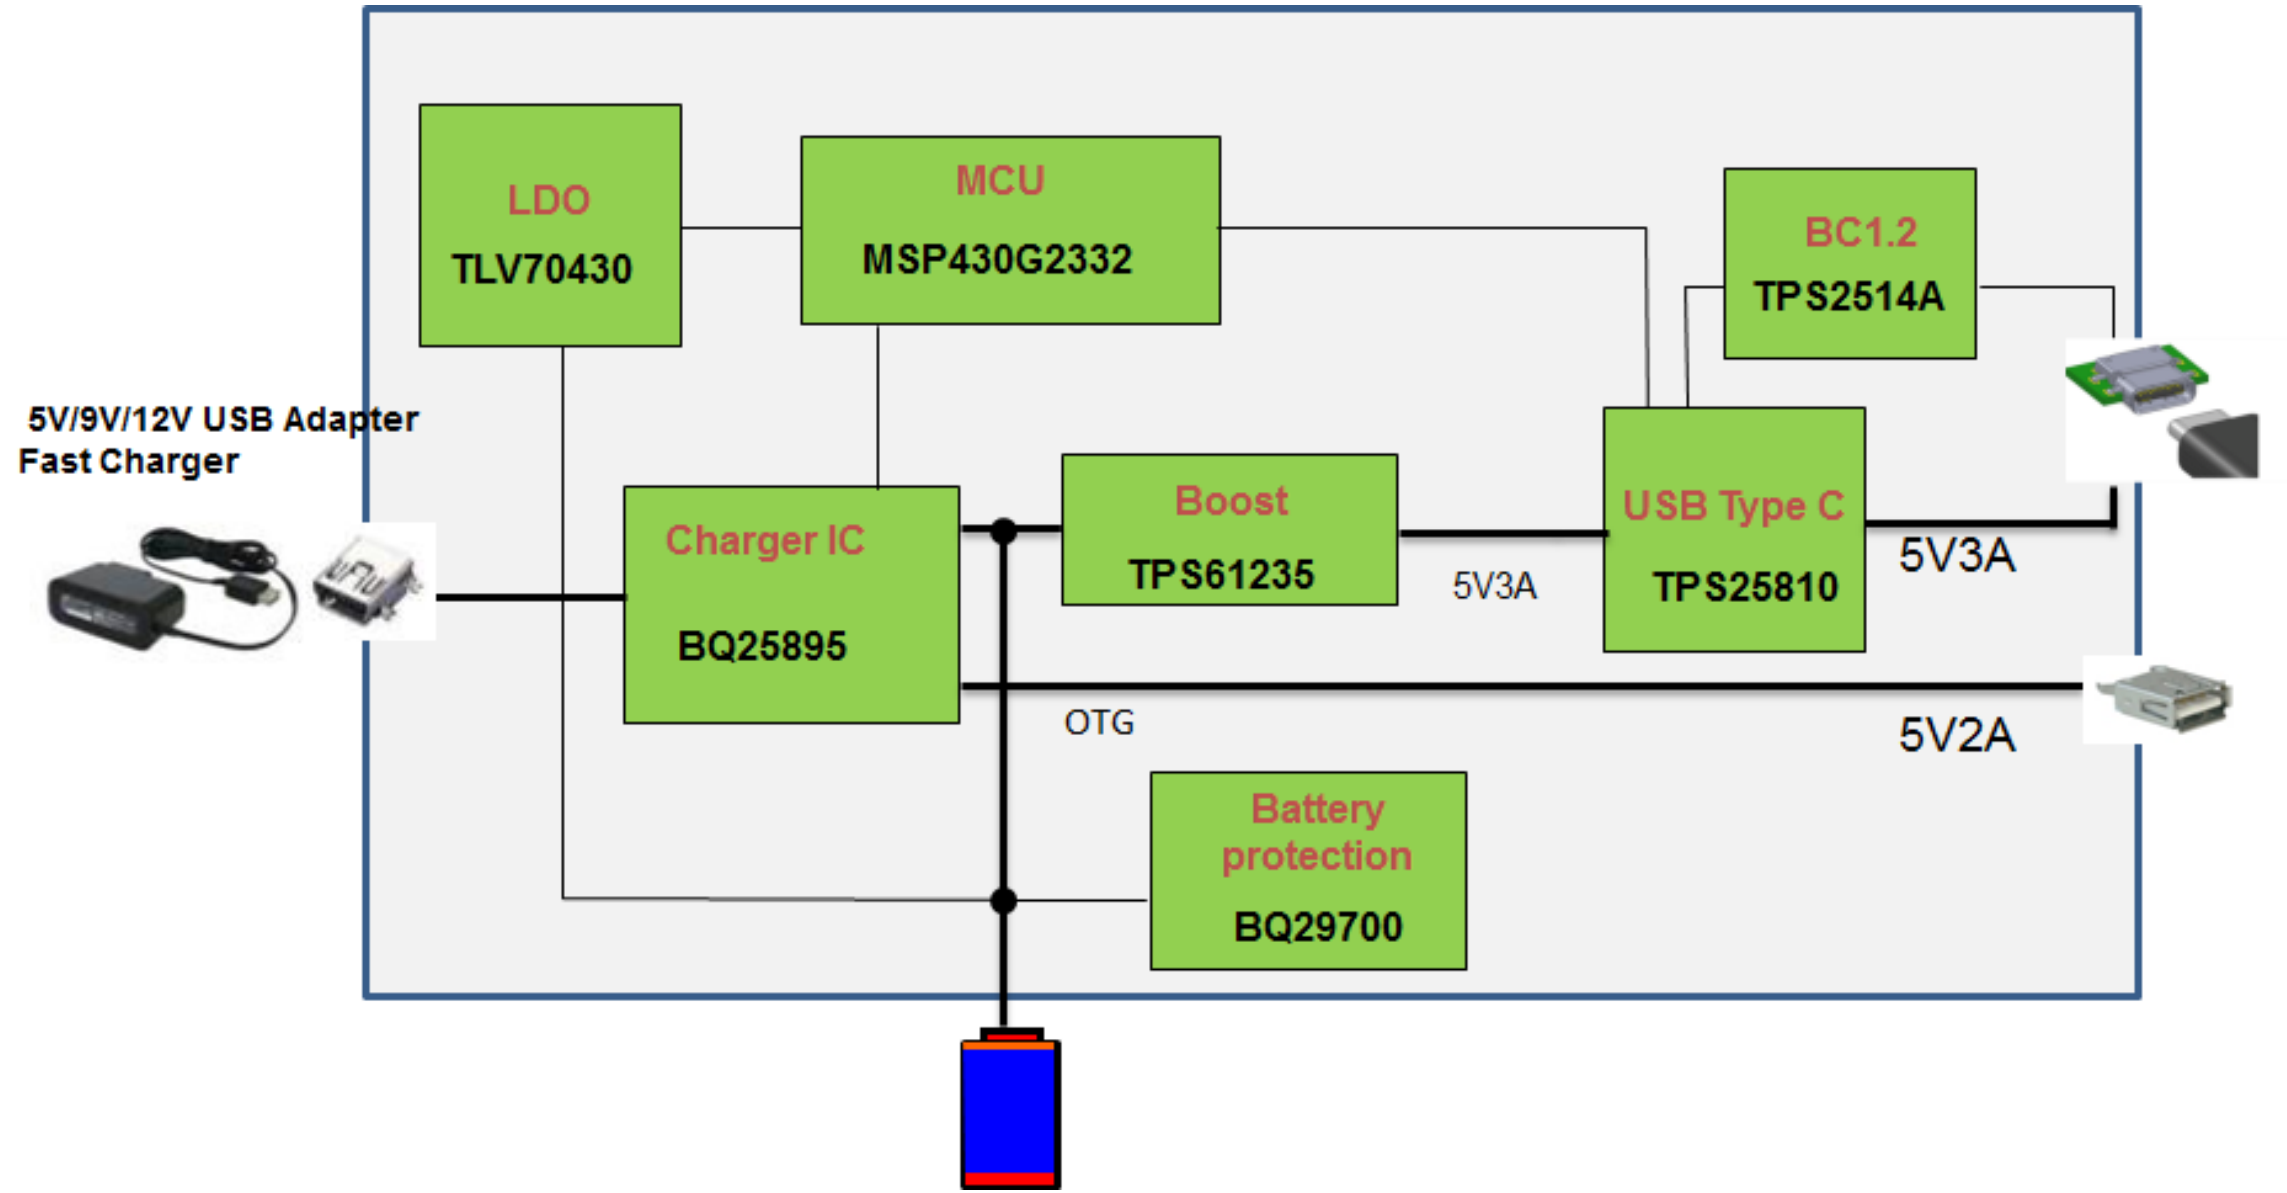 LDO
TLV70430
MCU
MSP430G2332
BC1.2
TPS2514A
5V/9V/12V USB Adapter
Fast Charger
Charger IC
BQ25895
Boost
TPS61235
5V3A
USB Type C
TPS25810
5V3A
OTG
5V2A
Battery
protection
BQ29700